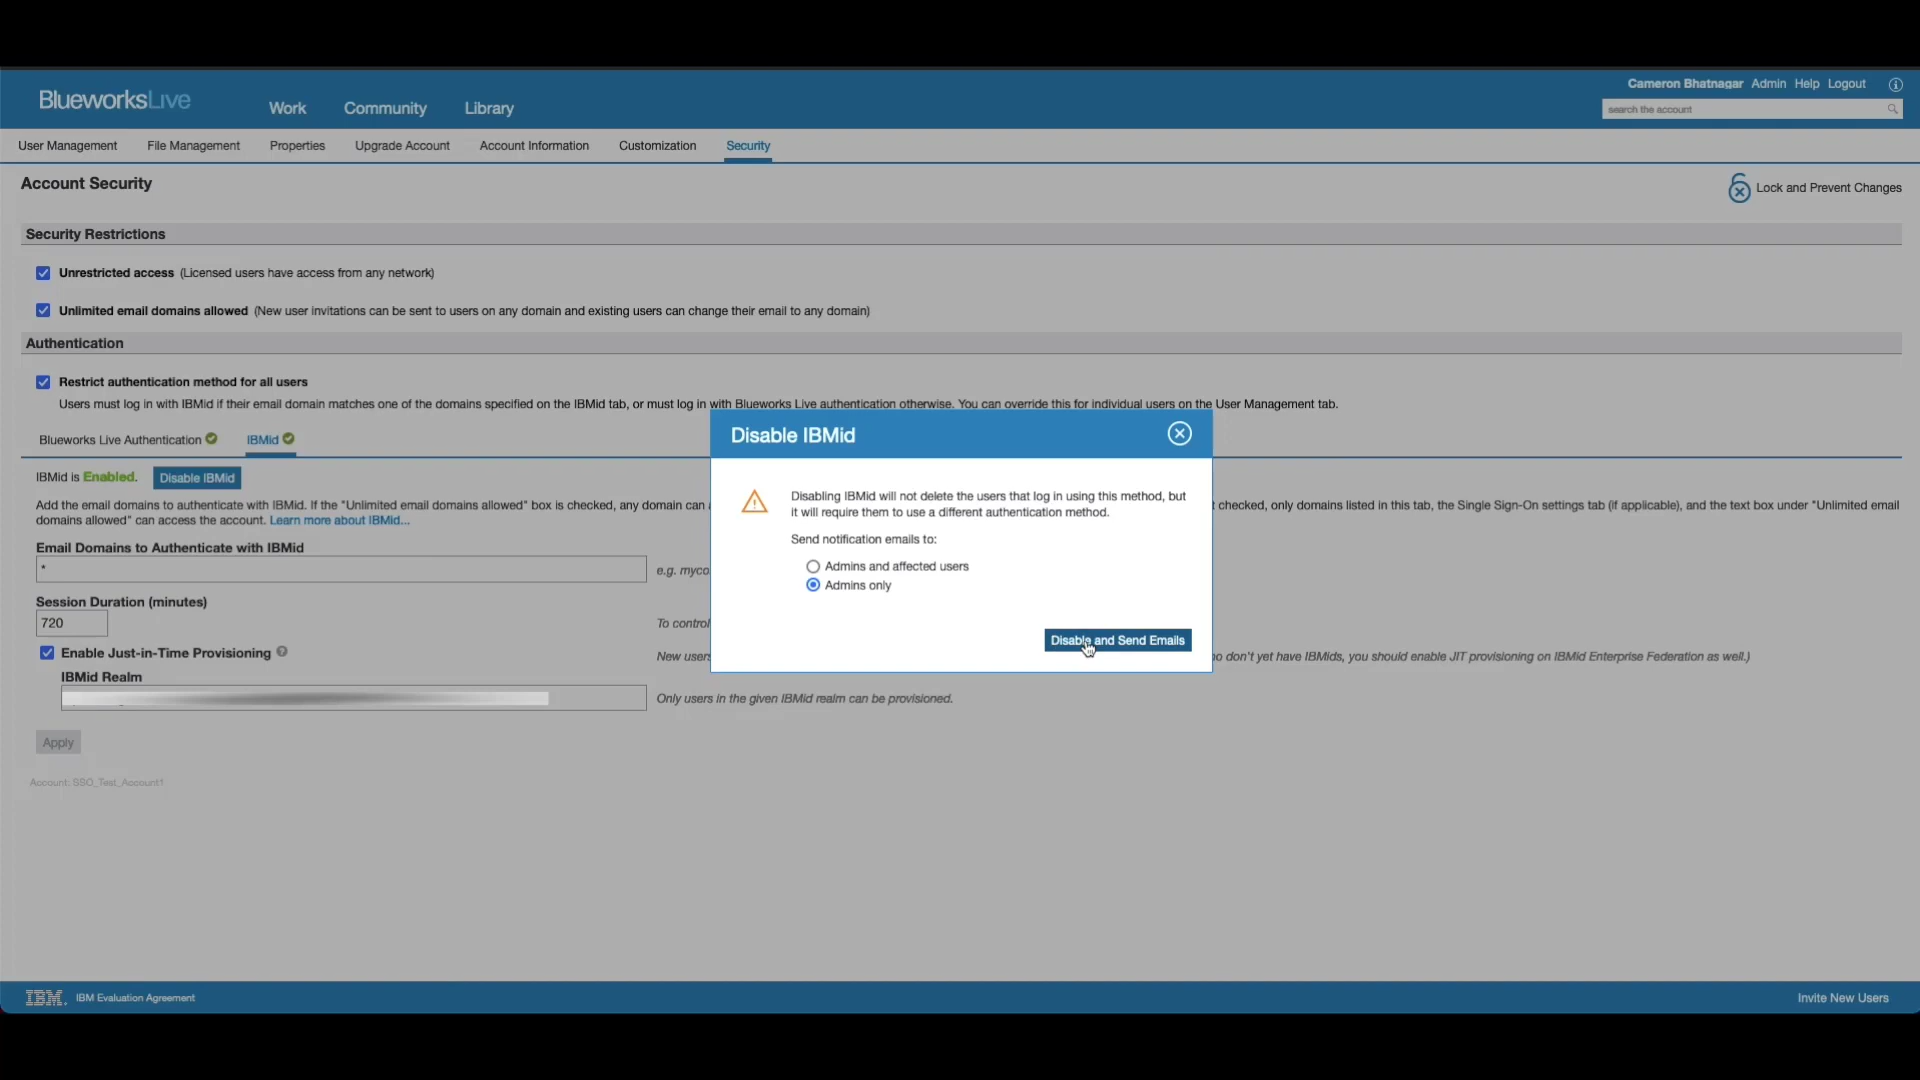 Cameron Bhatnagar Admin Help Logout
BlueworksLive
Work Community Library
search the account
User Management File Management Properties Upgrade Account Account Information Customization Security
Account Security
Lock and Prevent Changes
Security Restrictions
Unrestricted access (Licensed users have access from any network)
Unlimited email domains allowed (New user invitations can be sent to users on any domain and existing users can change their email to any domain)
Authentication
Restrict authentication method for all users
Users must log in with IBMid if their email domain matches one of the domains specified on the IBMid tab, or must log in with Blueworks Live authentication otherwise. You can override this for individual users on the User Management tab.
Blueworks Live Authentication IBMid
IBMid is Enabled. Disable IBMid
Add the email domains to authenticate with IBMid. If the "Unlimited email domains allowed" box is checked, any domain can a
t checked, only domains listed in this tab, the Single Sign-On settings tab (if applicable), and the text box under "Unlimited email
domains allowed" can access the account. Learn more about IBMid...
Email Domains to Authenticate with IBMid
*
e.g. myco
Session Duration (minutes)
720
To control
Enable Just-in-Time Provisioning
New users
o don't yet have IBMids, you should enable JIT provisioning on IBMid Enterprise Federation as well.)
IBMid Realm
Only users in the given IBMid realm can be provisioned.
Apply
Account: SSO_Test_Account1
Disable IBMid
Disabling IBMid will not delete the users that log in using this method, but
it will require them to use a different authentication method.
Send notification emails to:
Admins and affected users
Admins only
Disable and Send Emails
IBM. IBM Evaluation Agreement
Invite New Users